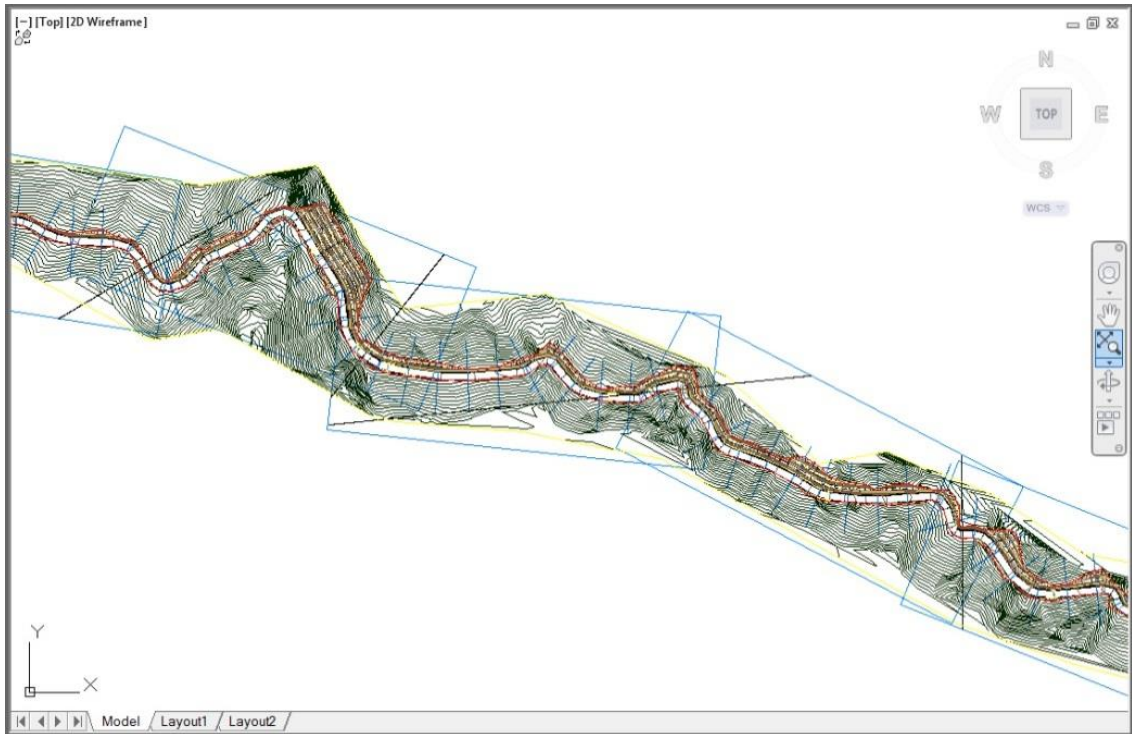 [−] [Top] [2D Wireframe]
N
W TOP E
S
WCS
Y
X
Model Layout1 Layout2